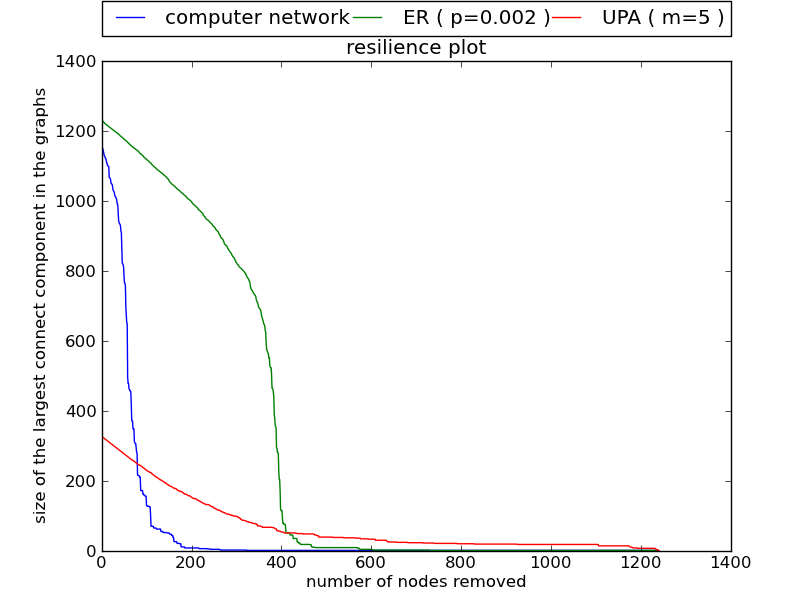 computer network ER ( p=0.002 ) UPA ( m=5 )
resilience plot
1400
1200
1000
800
600
400
200
0
size of the largest connect component in the graphs
0 200 400 600 800 1000 1200 1400
number of nodes removed